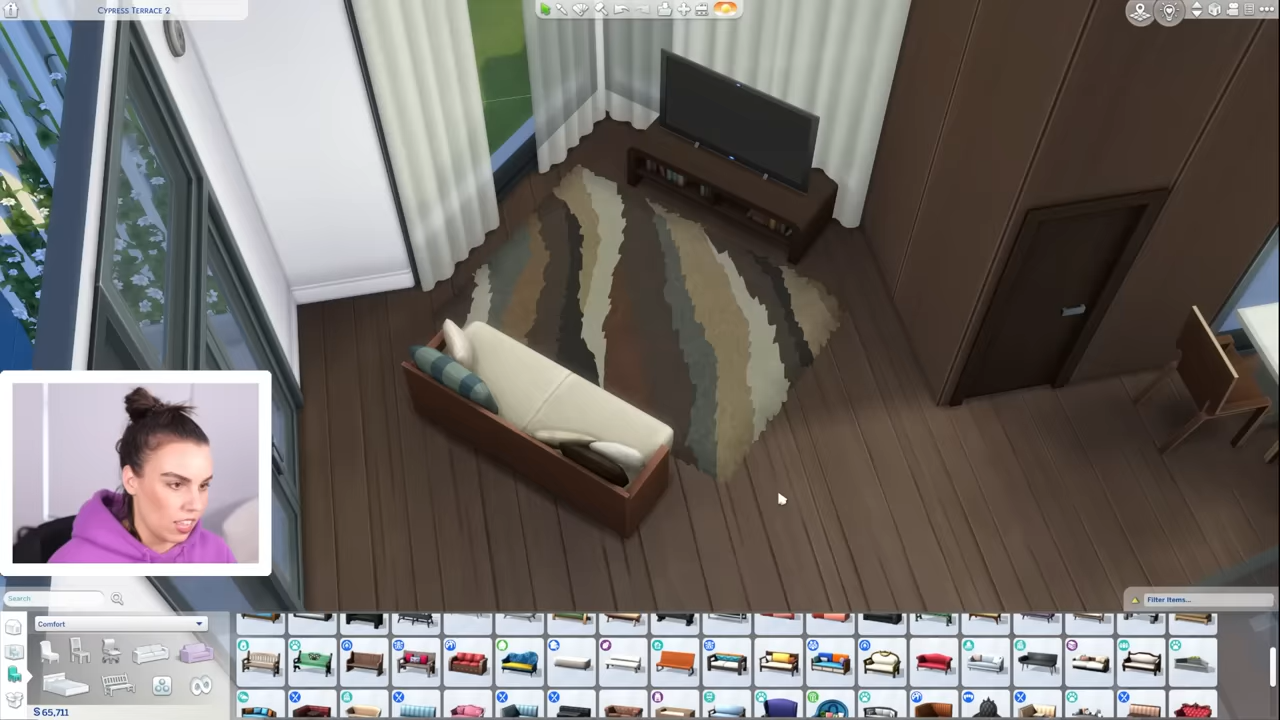 CYPRESS TERRACE 2
Search
Filter Items...
Comfort
§65,711